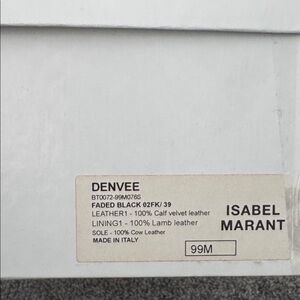 DENVEE
BT0072-99M076S
FADED BLACK 02FK/ 39
LEATHER1 - 100% Calf velvet leather
LINING1 - 100% Lamb leather
SOLE - 100% Cow Leather
MADE IN ITALY
ISABEL
MARANT
99M